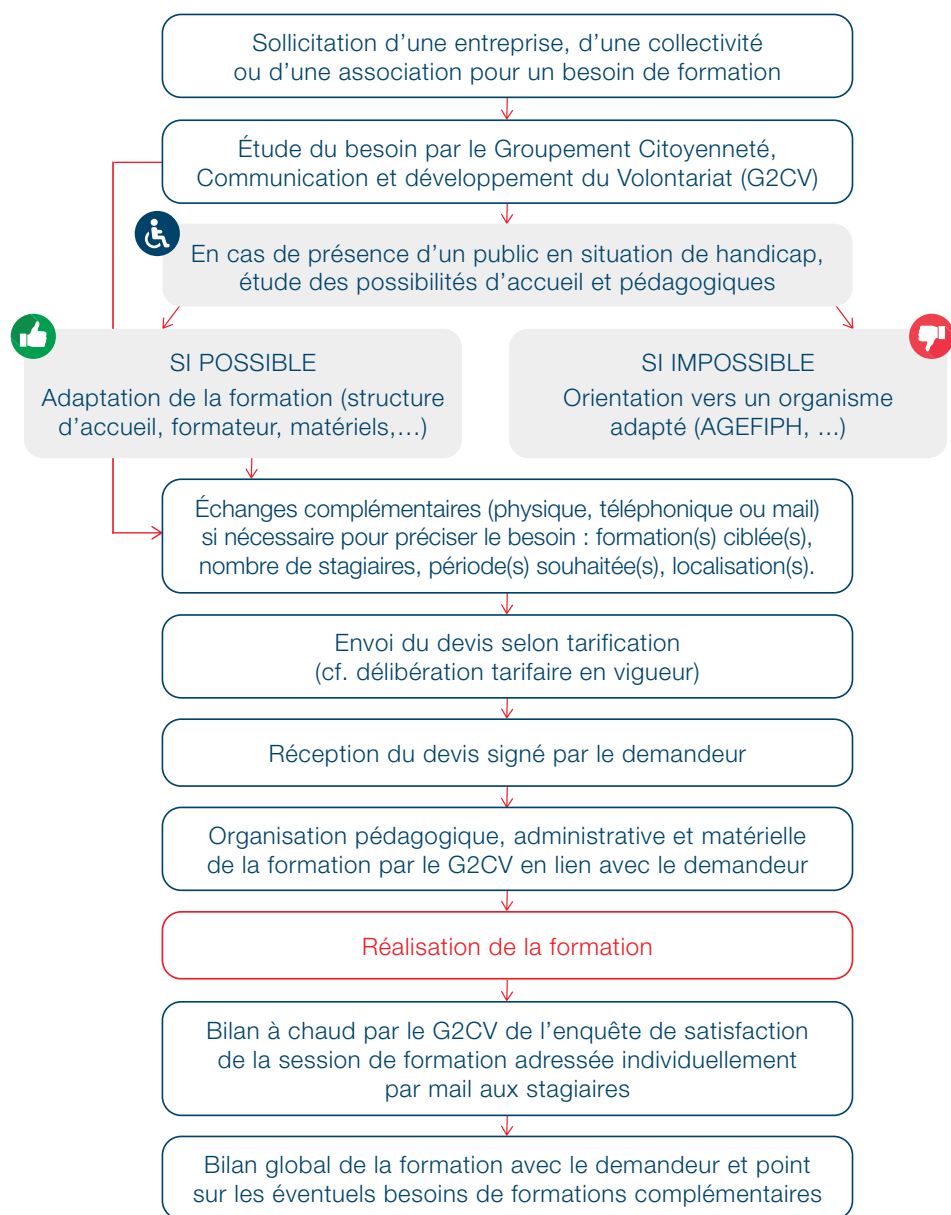 Sollicitation d’une entreprise, d’une collectivité
ou d’une association pour un besoin de formation
Étude du besoin par le Groupement Citoyenneté,
Communication et développement du Volontariat (G2CV)
En cas de présence d’un public en situation de handicap,
étude des possibilités d’accueil et pédagogiques
SI POSSIBLE
Adaptation de la formation (structure
d’accueil, formateur, matériels,…)
SI IMPOSSIBLE
Orientation vers un organisme
adapté (AGEFIPH, …)
Échanges complémentaires (physique, téléphonique ou mail)
si nécessaire pour préciser le besoin : formation(s) ciblée(s),
nombre de stagiaires, période(s) souhaitée(s), localisation(s).
Envoi du devis selon tarification
(cf. délibération tarifaire en vigueur)
Réception du devis signé par le demandeur
Organisation pédagogique, administrative et matérielle
de la formation par le G2CV en lien avec le demandeur
Réalisation de la formation
Bilan à chaud par le G2CV de l’enquête de satisfaction
de la session de formation adressée individuellement
par mail aux stagiaires
Bilan global de la formation avec le demandeur et point
sur les éventuels besoins de formations complémentaires